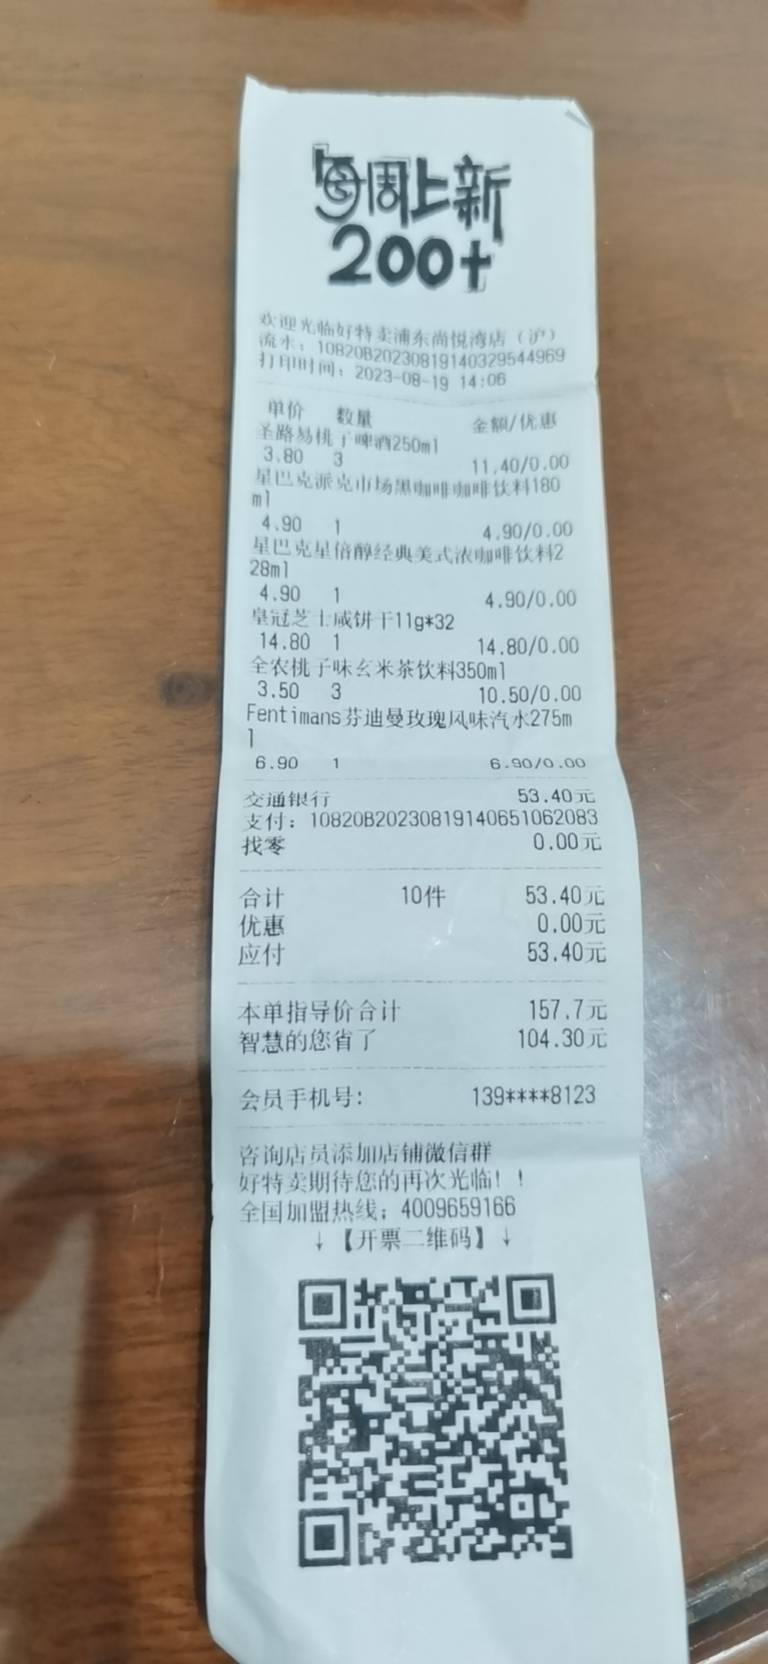 「每周上新
200+」
欢迎光临好特卖浦东尚悦湾店（沪）
流水：10820B20230819140329544969
打印时间：2023-08-19 14:06
单价 数量 金额/优惠
圣路易桃子啤酒250ml
3.80 3 11.40/0.00
星巴克派克市场黑咖啡咖啡饮料180
ml
4.90 1 4.90/0.00
星巴克星倍醇经典美式浓咖啡饮料2
28ml
4.90 1 4.90/0.00
皇冠芝士咸饼干11g*32
14.80 1 14.80/0.00
全农桃子味玄米茶饮料350ml
3.50 3 10.50/0.00
Fentimans芬迪曼玫瑰风味汽水275m
l
6.90 1 6.90/0.00
交通银行 53.40元
支付：10820B20230819140651062083
找零 0.00元
合计 10件 53.40元
优惠 0.00元
应付 53.40元
本单指导价合计 157.7元
智慧的您省了 104.30元
会员手机号： 139****8123
咨询店员添加店铺微信群
好特卖期待您的再次光临！！
全国加盟热线：4009659166
↓【开票二维码】↓